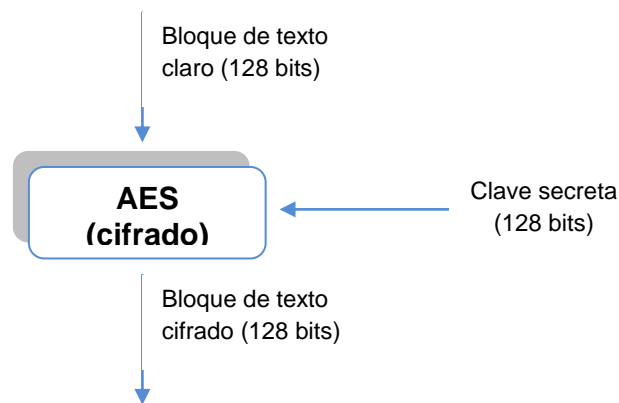 Bloque de texto
claro (128 bits)
AES
(cifrado)
Clave secreta
(128 bits)
Bloque de texto
cifrado (128 bits)